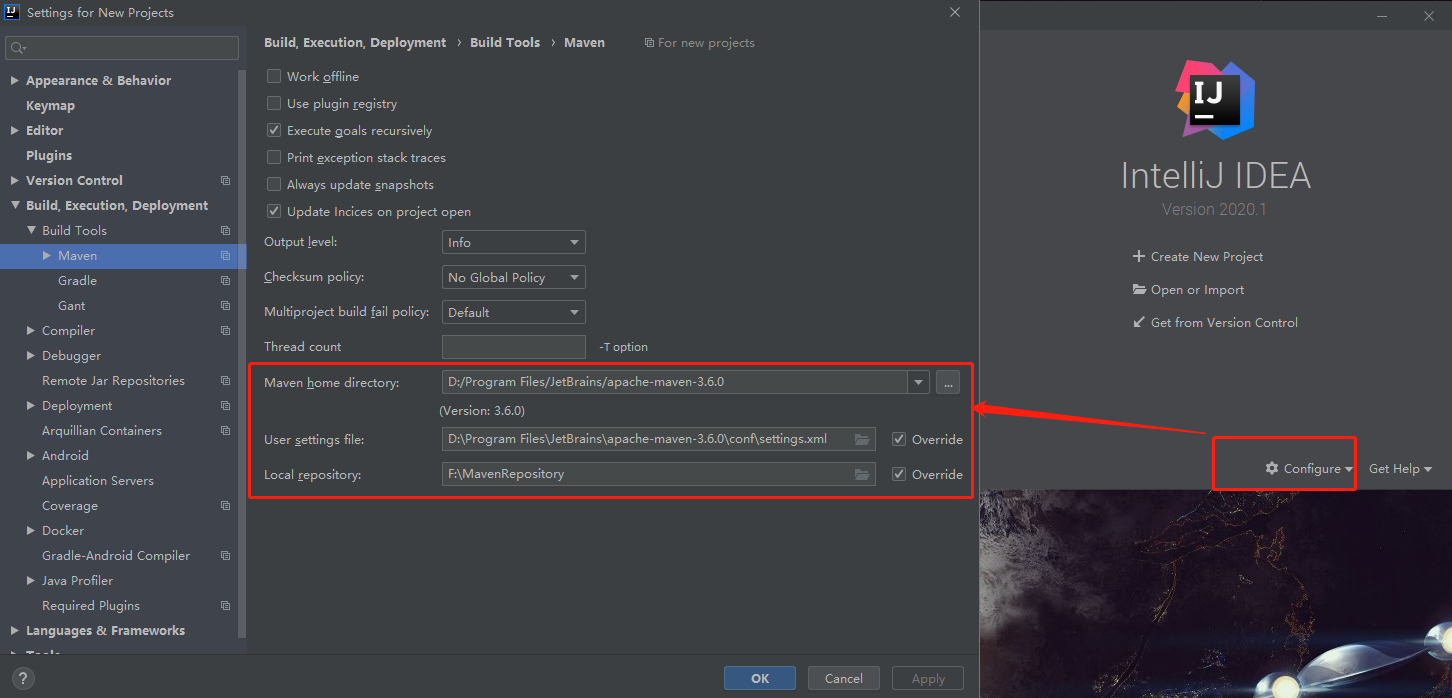 IJ Settings for New Projects
Appearance & Behavior
Keymap
Editor
Plugins
Version Control
Build, Execution, Deployment
Build Tools
Maven
Gradle
Gant
Compiler
Debugger
Remote Jar Repositories
Deployment
Arquillian Containers
Android
Application Servers
Coverage
Docker
Gradle-Android Compiler
Java Profiler
Required Plugins
Languages & Frameworks
Tools
Build, Execution, Deployment › Build Tools › Maven For new projects
Work offline
Use plugin registry
Execute goals recursively
Print exception stack traces
Always update snapshots
Update Incices on project open
Output level: Info
Checksum policy: No Global Policy
Multiproject build fail policy: Default
Thread count -T option
Maven home directory: D:/Program Files/JetBrains/apache-maven-3.6.0 ...
(Version: 3.6.0)
User settings file: D:\Program Files\JetBrains\apache-maven-3.6.0\conf\settings.xml Override
Local repository: F:\MavenRepository Override
? OK Cancel Apply
IJ
IntelliJ IDEA
Version 2020.1
Create New Project
Open or Import
Get from Version Control
Configure Get Help